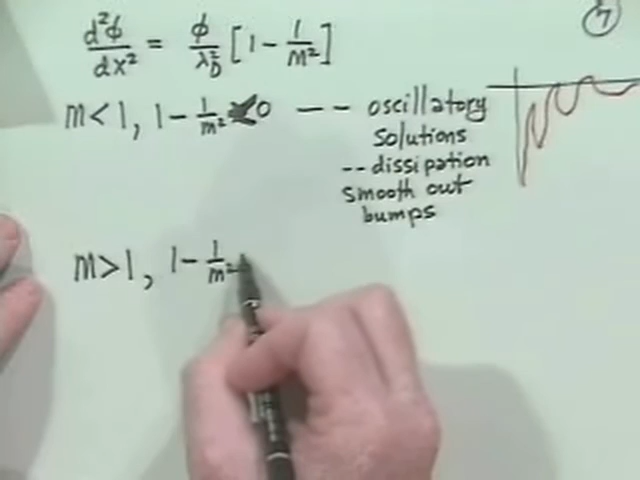 7
d²ϕ/dx² = ϕ/λ²_D [1 - 1/m²]
m < 1, 1 - 1/m² < 0 -- oscillatory
solutions
-- dissipation
smooth out
bumps
m > 1, 1 - 1/m²